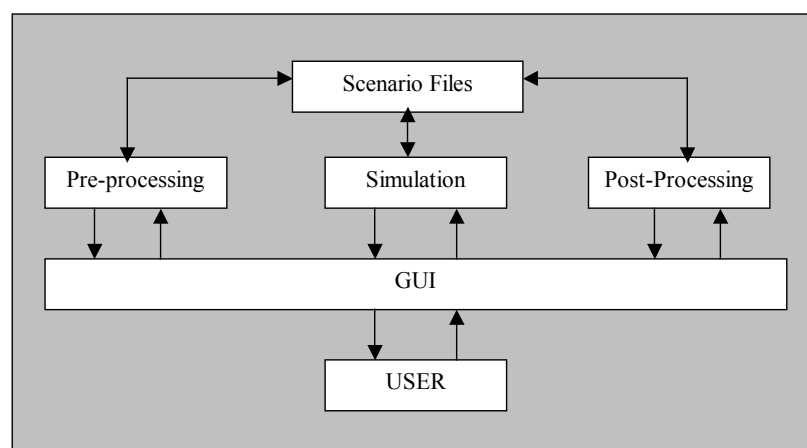 Scenario Files
Pre-processing
Simulation
Post-Processing
GUI
USER